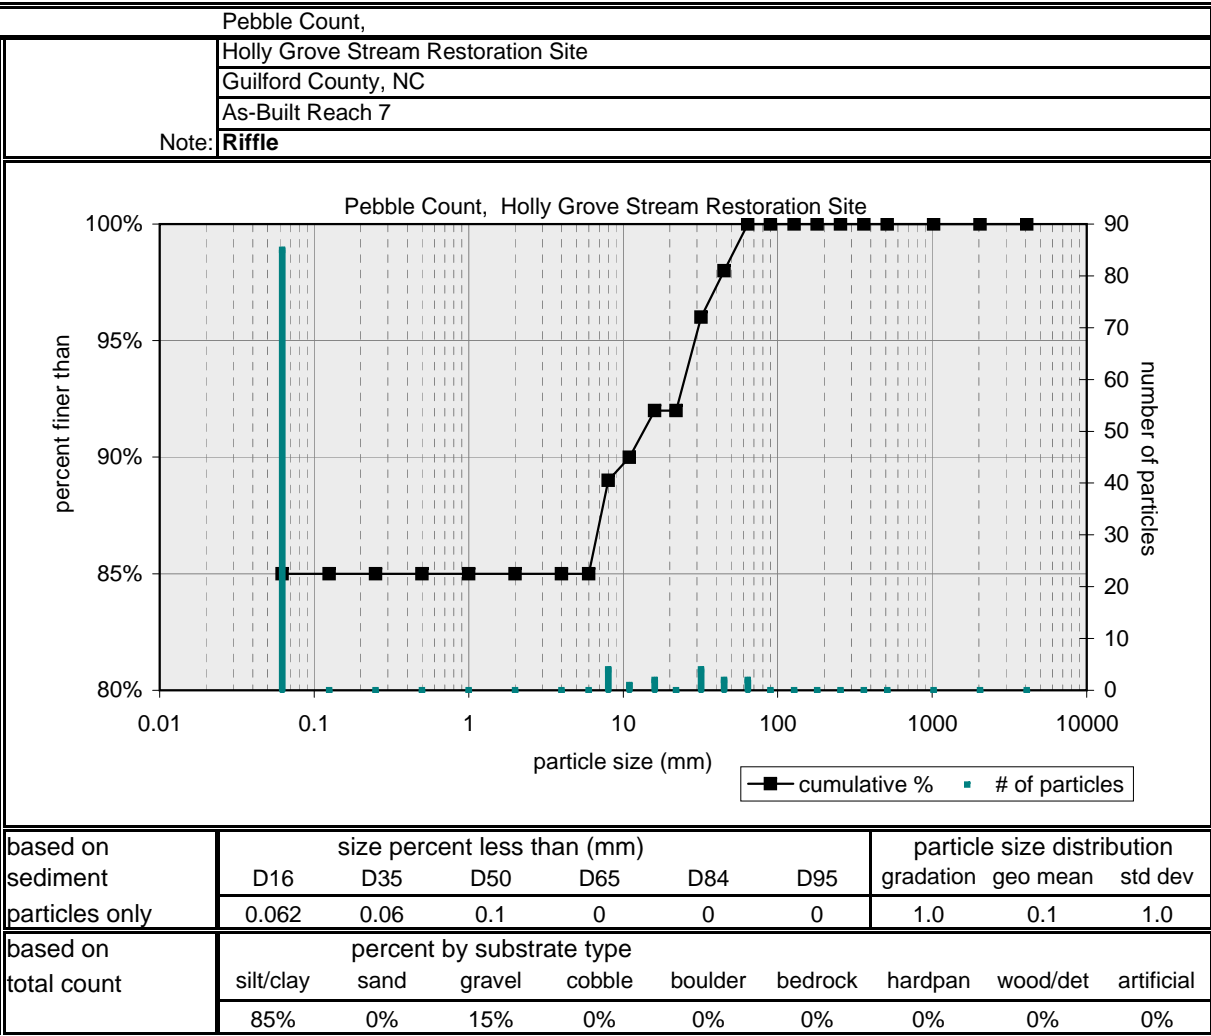 Pebble Count,
Holly Grove Stream Restoration Site
Guilford County, NC
As-Built Reach 7
Note: Riffle
Pebble Count, Holly Grove Stream Restoration Site
100%
95%
90%
85%
80%
percent finer than
90
80
70
60
50
40
30
20
10
0
number of particles
0.01 0.1 1 10 100 1000 10000
particle size (mm)
cumulative % # of particles
based on size percent less than (mm) particle size distribution
sediment D16 D35 D50 D65 D84 D95 gradation geo mean std dev
particles only 0.062 0.06 0.1 0 0 0 1.0 0.1 1.0
based on percent by substrate type
total count silt/clay sand gravel cobble boulder bedrock hardpan wood/det artificial
85% 0% 15% 0% 0% 0% 0% 0% 0%